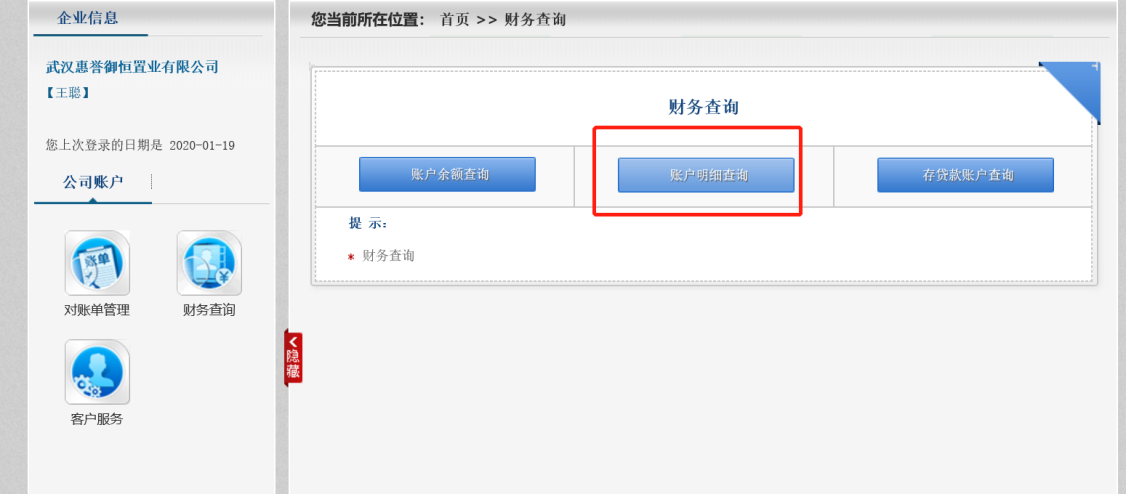 企业信息
武汉惠誉御恒置业有限公司
【王聪】
您上次登录的日期是 2020-01-19
公司账户
账单
对账单管理
财务查询
客户服务
隐藏
您当前所在位置： 首页 >> 财务查询
财务查询
账户余额查询
账户明细查询
存贷款账户查询
提 示:
* 财务查询